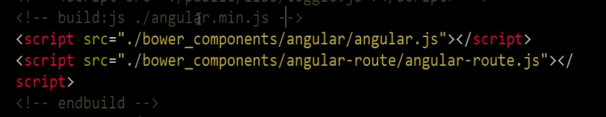 <!-- build:js ./angular.min.js -->
<script src="./bower_components/angular/angular.js"></script>
<script src="./bower_components/angular-route/angular-route.js"></
script>
<!-- endbuild -->